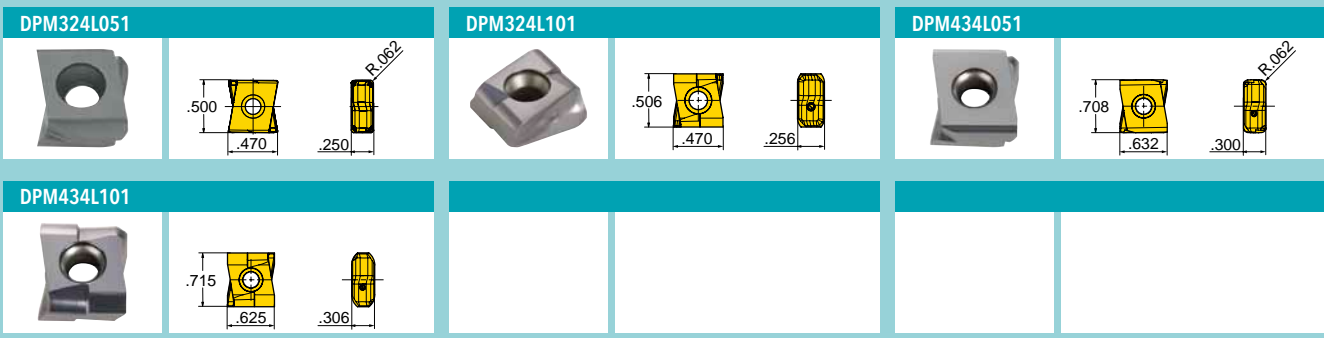 DPM324L051
R.062
.500
.470
.250
DPM324L101
.506
.470
.256
DPM434L051
R.062
.708
.632
.300
DPM434L101
.715
.625
.306